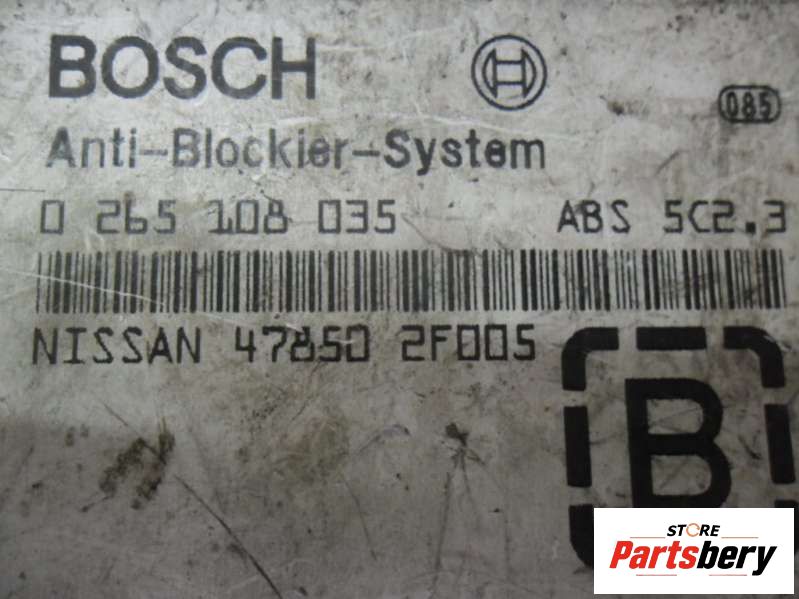 BOSCH
085
Anti-Blockier-System
0 265 108 035 ABS 5C2.3
NISSAN 47850 2F005
B
STORE
Partsbery